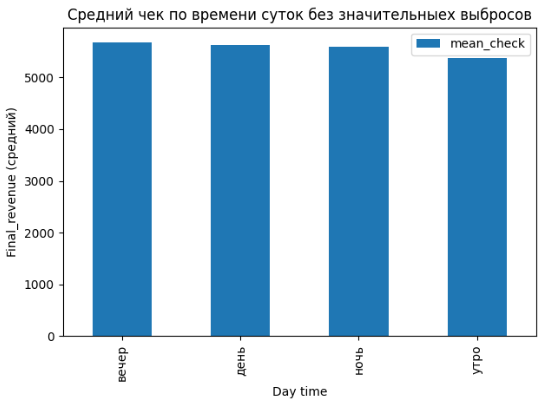 Средний чек по времени суток без значительныех выбросов
mean_check
Final_revenue (средний)
5000
4000
3000
2000
1000
0
вечер
день
ночь
утро
Day time